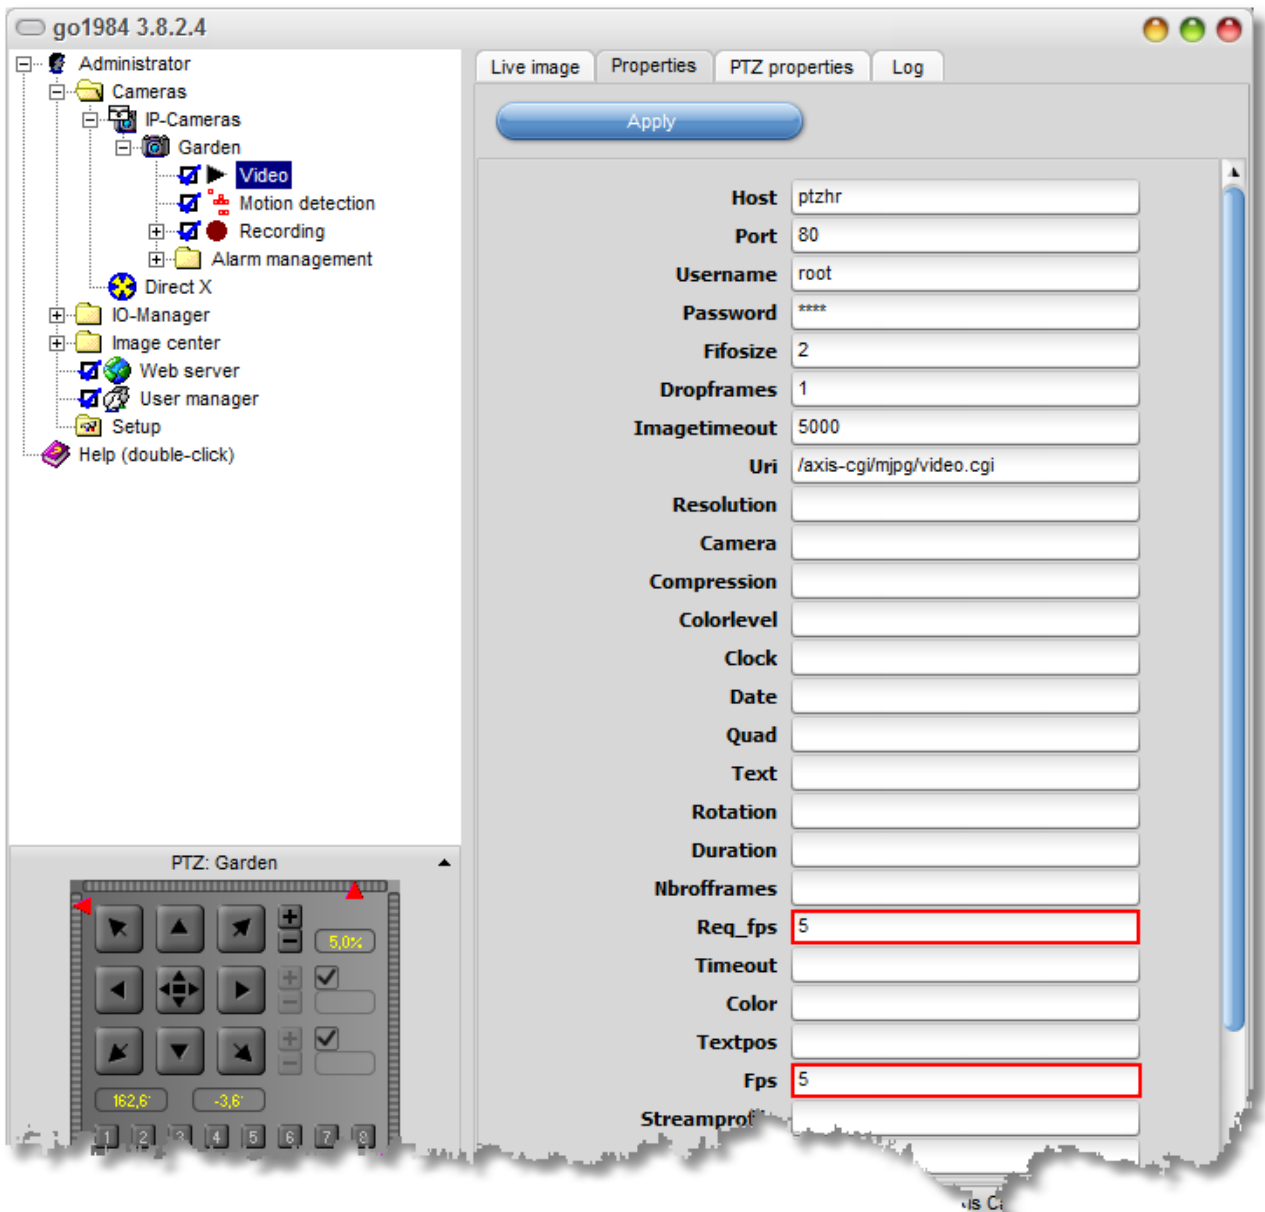 go1984 3.8.2.4
Administrator
Cameras
IP-Cameras
Garden
Video
Motion detection
Recording
Alarm management
Direct X
IO-Manager
Image center
Web server
User manager
Setup
Help (double-click)
PTZ: Garden
5,0%
162,6°
-3,6°
1 2 3 4 5 6 7 8
Live image Properties PTZ properties Log
Apply
Host ptzhr
Port 80
Username root
Password ****
Fifosize 2
Dropframes 1
Imagetimeout 5000
Uri /axis-cgi/mjpg/video.cgi
Resolution
Camera
Compression
Colorlevel
Clock
Date
Quad
Text
Rotation
Duration
Nbrofframes
Req_fps 5
Timeout
Color
Textpos
Fps 5